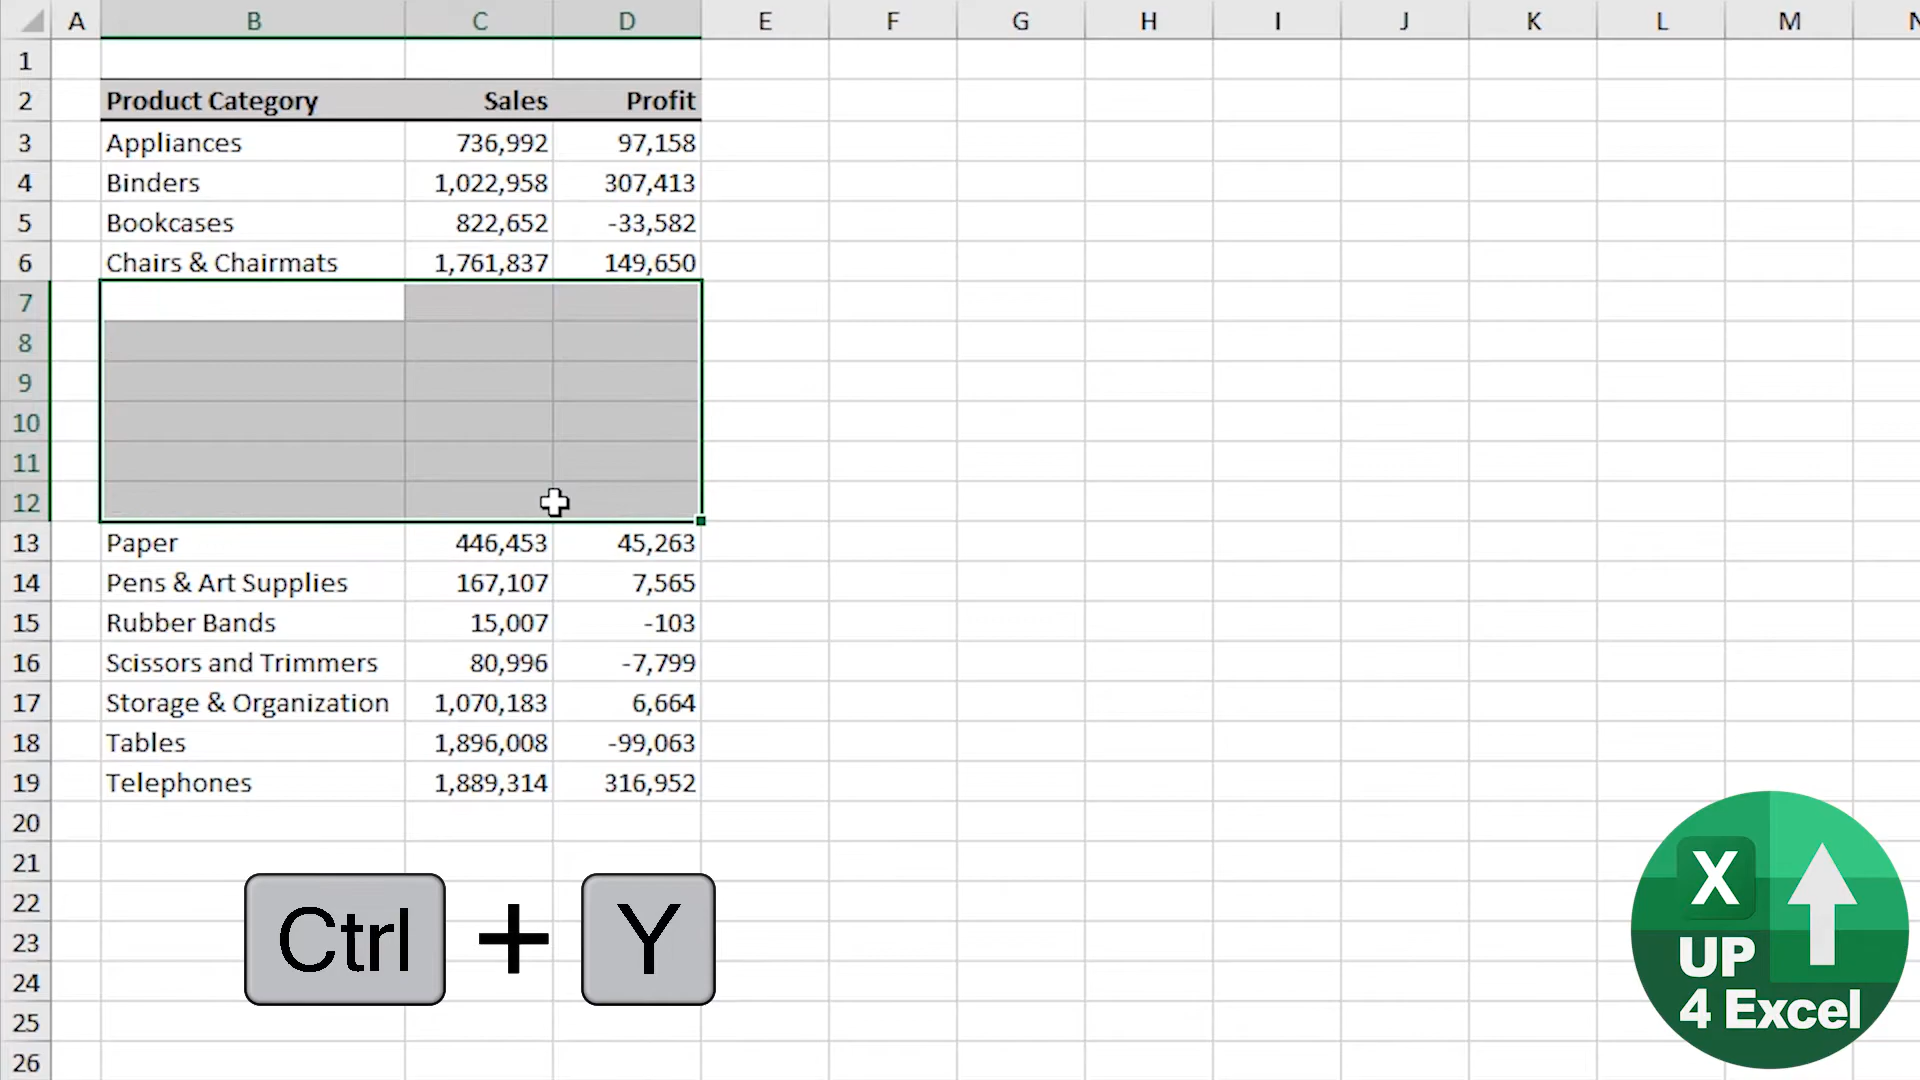 A B C D E F G H I J K L M N
1
2 Product Category Sales Profit
3 Appliances 736,992 97,158
4 Binders 1,022,958 307,413
5 Bookcases 822,652 -33,582
6 Chairs & Chairmats 1,761,837 149,650
7
8
9
10
11
12
13 Paper 446,453 45,263
14 Pens & Art Supplies 167,107 7,565
15 Rubber Bands 15,007 -103
16 Scissors and Trimmers 80,996 -7,799
17 Storage & Organization 1,070,183 6,664
18 Tables 1,896,008 -99,063
19 Telephones 1,889,314 316,952
20
21
22
23
24
25
26
Ctrl + Y
X
UP
4 Excel